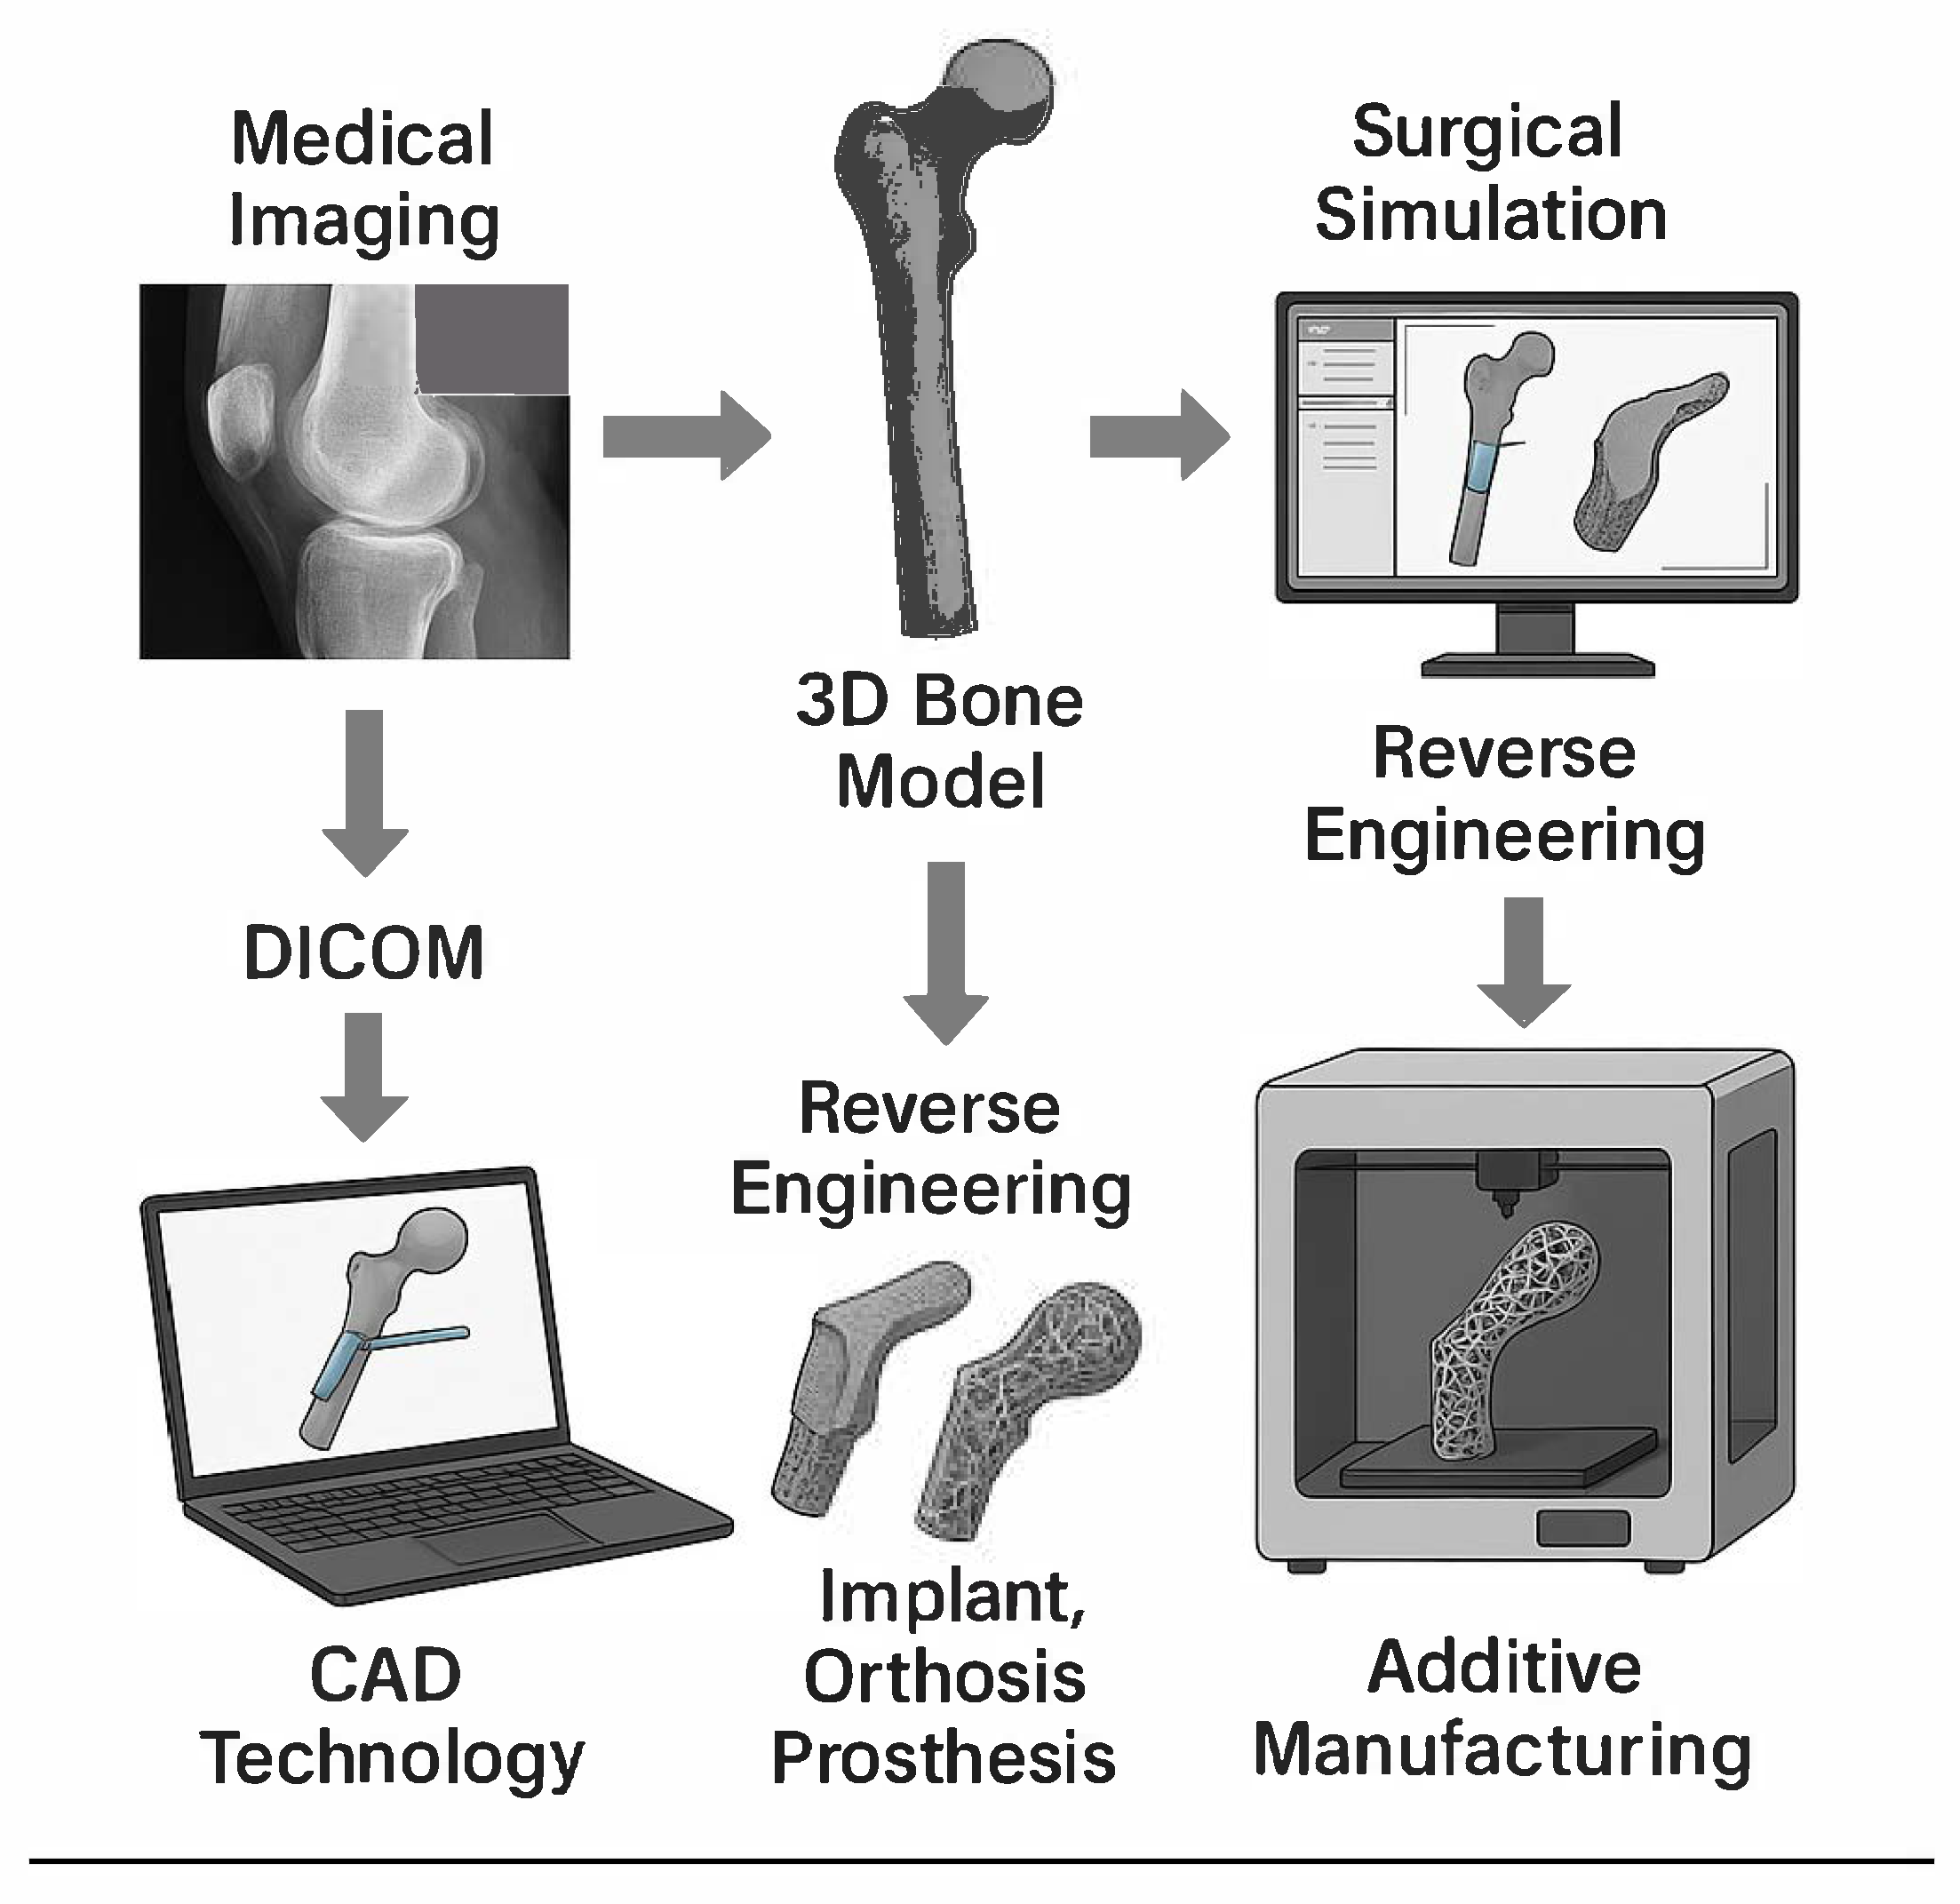 Medical
Imaging
3D Bone
Model
Surgical
Simulation
Reverse
Engineering
DICOM
Reverse
Engineering
CAD
Technology
Implant,
Orthosis
Prosthesis
Additive
Manufacturing